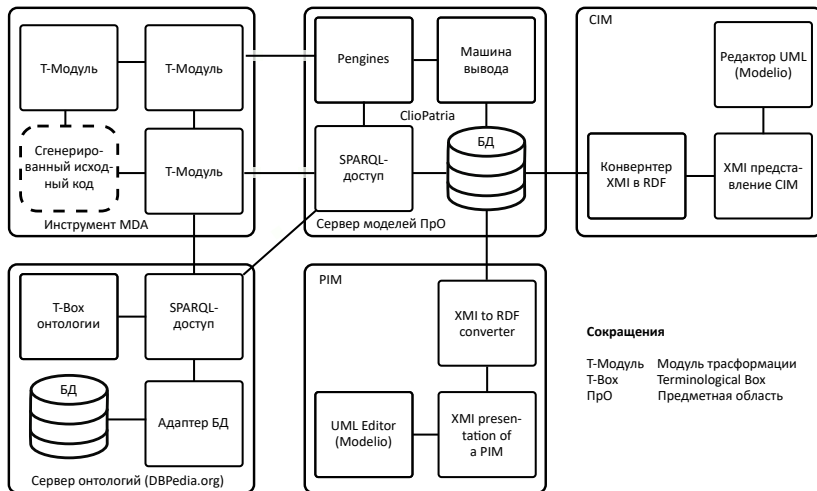 Т-Модуль
Т-Модуль
Сгенериро-
ванный исход-
ный код
Т-Модуль
Инструмент MDA
Pengines
Машина
вывода
ClioPatria
SPARQL-
доступ
БД
Сервер моделей ПрО
CIM
Редактор UML
(Modelio)
Конвернтер
XMI в RDF
XMI предста-
вление CIM
T-Box
онтологии
SPARQL-
доступ
БД
Адаптер БД
Сервер онтологий (DBPedia.org)
PIM
XMI to RDF
converter
UML Editor
(Modelio)
XMI presen-
tation of
a PIM
Сокращения
Т-Модуль Модуль трасформации
T-Box Terminological Box
ПрО Предметная область